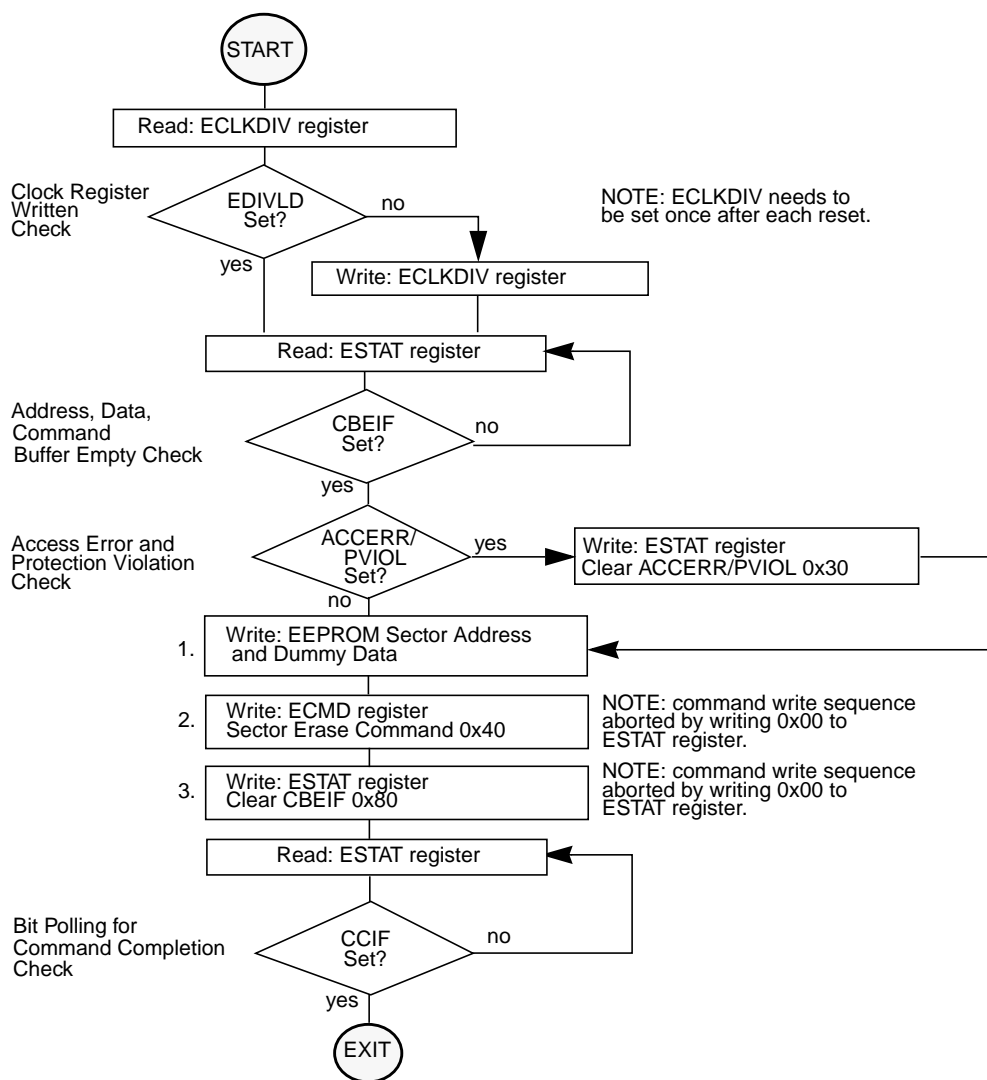 START
Read: ECLKDIV register
Clock Register
Written
Check
EDIVLD
Set?
no
yes
NOTE: ECLKDIV needs to
be set once after each reset.
Write: ECLKDIV register
Read: ESTAT register
Address, Data,
Command
Buffer Empty Check
CBEIF
Set?
no
yes
Access Error and
Protection Violation
Check
ACCERR/
PVIOL
Set?
yes
no
Write: ESTAT register
Clear ACCERR/PVIOL 0x30
1.
Write: EEPROM Sector Address
and Dummy Data
2.
Write: ECMD register
Sector Erase Command 0x40
NOTE: command write sequence
aborted by writing 0x00 to
ESTAT register.
3.
Write: ESTAT register
Clear CBEIF 0x80
NOTE: command write sequence
aborted by writing 0x00 to
ESTAT register.
Read: ESTAT register
Bit Polling for
Command Completion
Check
CCIF
Set?
no
yes
EXIT